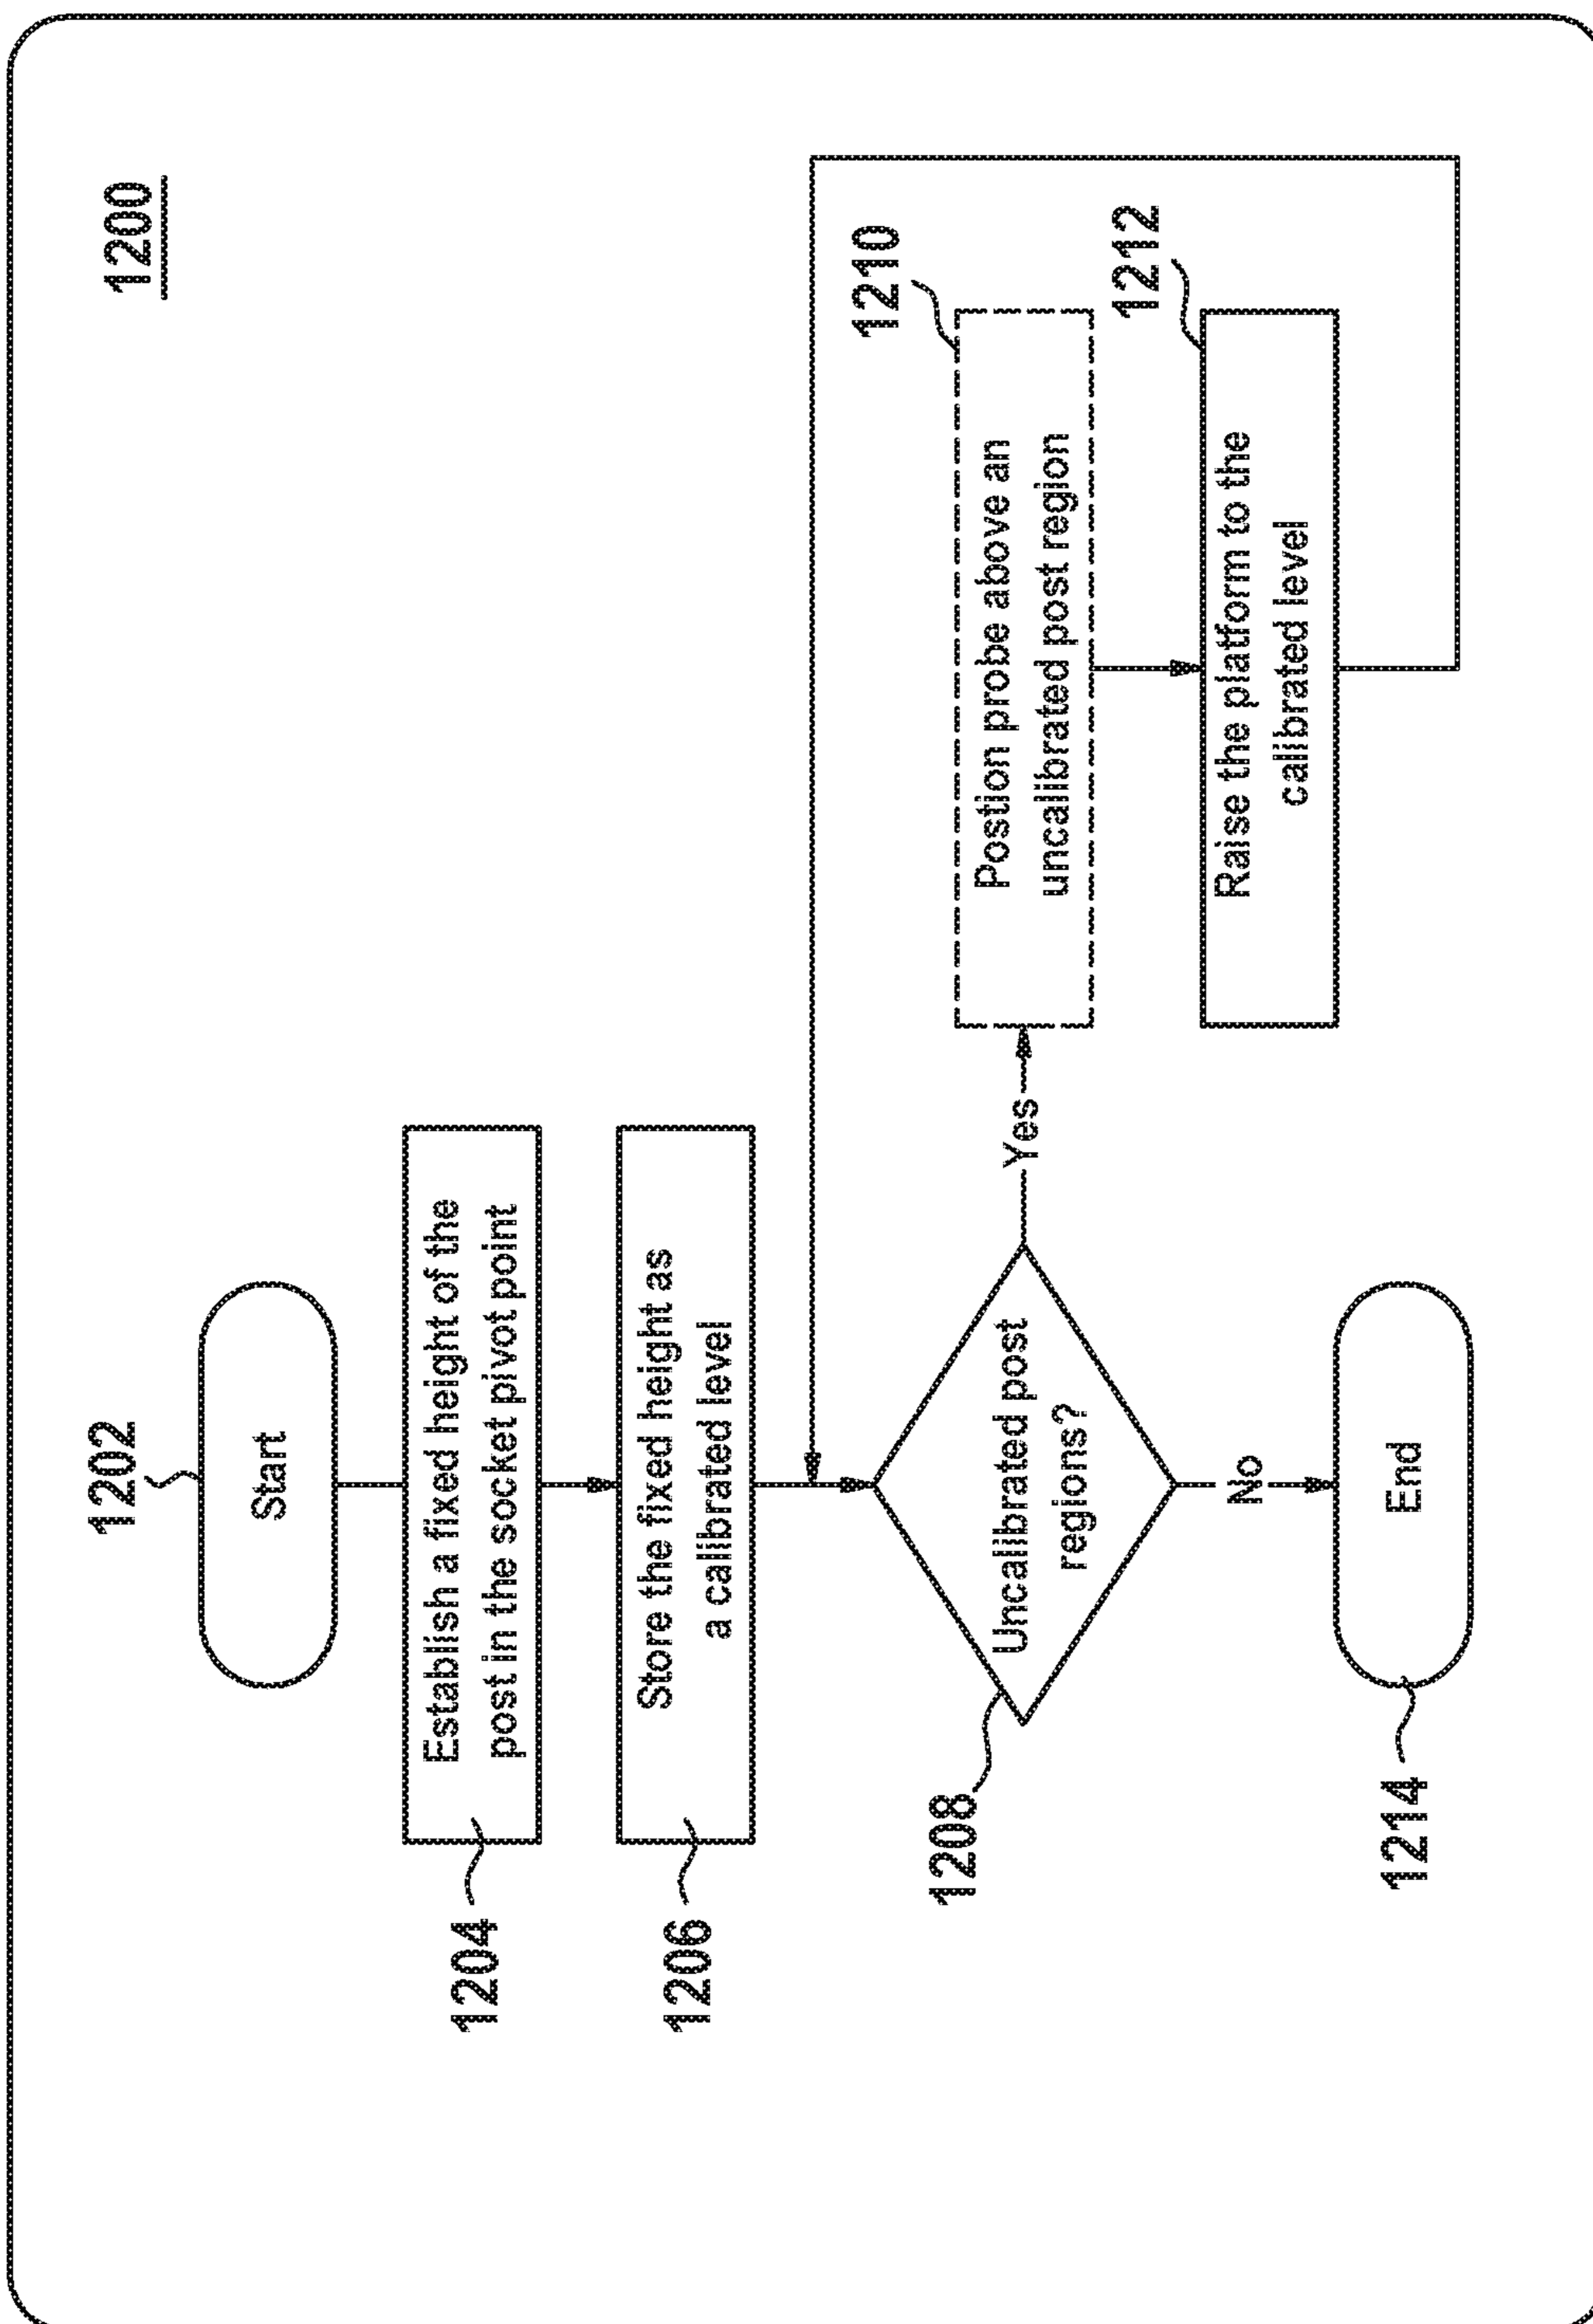 1200
1202
Start
1204
Establish a fixed height of the
post in the socket pivot point
1206
Store the fixed height as
a calibrated level
1208
Uncalibrated post
regions?
Yes
1210
Postion probe above an
uncalibrated post region
1212
Raise the platform to the
calibrated level
No
1214
End